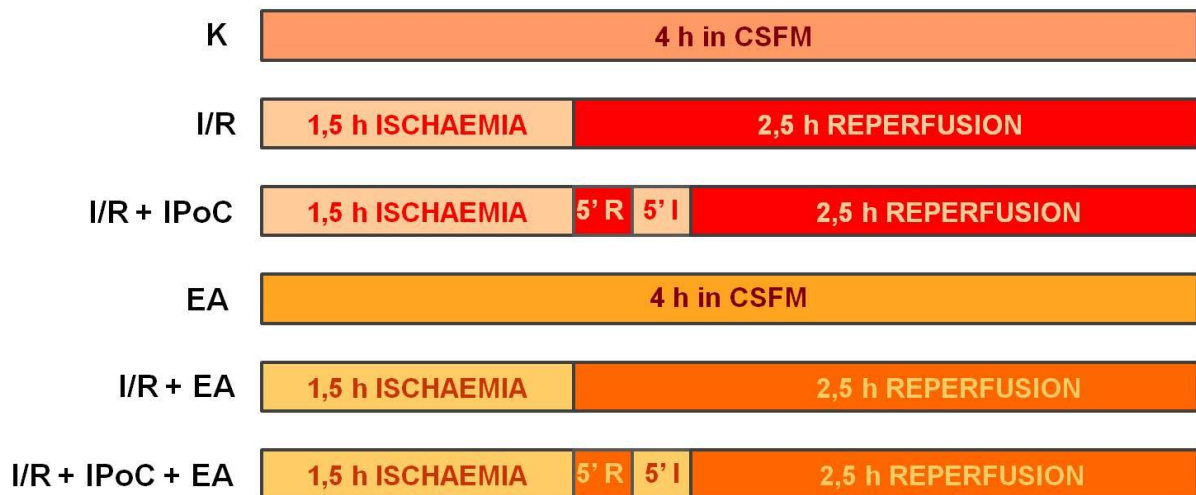 K 4 h in CSFM
I/R 1,5 h ISCHAEMIA 2,5 h REPERFUSION
I/R + IPoC 1,5 h ISCHAEMIA 5' R 5' I 2,5 h REPERFUSION
EA 4 h in CSFM
I/R + EA 1,5 h ISCHAEMIA 2,5 h REPERFUSION
I/R + IPoC + EA 1,5 h ISCHAEMIA 5' R 5' I 2,5 h REPERFUSION